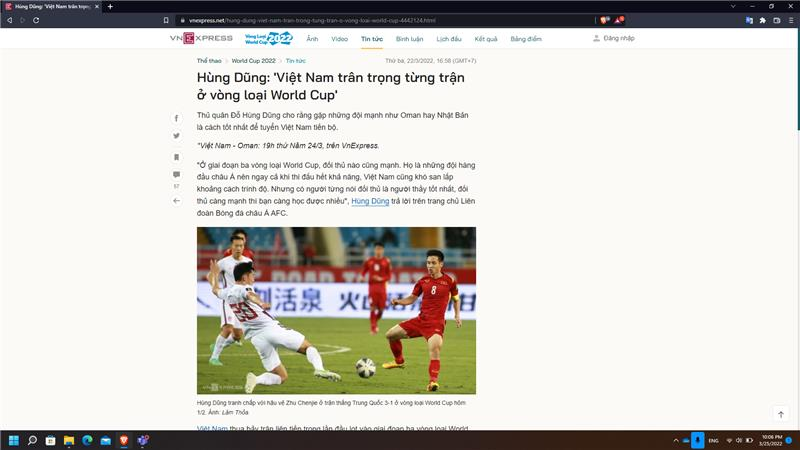 Hùng Dũng: 'Việt Nam trân trọng
vnexpress.net/hung-dung-viet-nam-tran-trong-tung-tran-o-vong-loai-world-cup-4442124.html
VNEXPRESS
Vòng Loại World Cup 2022
Ảnh
Video
Tin tức
Bình luận
Lịch đấu
Kết quả
Bảng điểm
Đăng nhập
Thể thao > World Cup 2022 > Tin tức
Thứ ba, 22/3/2022, 16:58 (GMT+7)
Hùng Dũng: 'Việt Nam trân trọng từng trận
ở vòng loại World Cup'
Thủ quân Đỗ Hùng Dũng cho rằng gặp những đội mạnh như Oman hay Nhật Bản
là cách tốt nhất để tuyển Việt Nam tiến bộ.
*Việt Nam - Oman: 19h thứ Năm 24/3, trên VnExpress.
"Ở giai đoạn ba vòng loại World Cup, đối thủ nào cũng mạnh. Họ là những đội hàng
đầu châu Á nên ngay cả khi thi đấu hết khả năng, Việt Nam cũng khó san lấp
khoảng cách trình độ. Nhưng có người từng nói đối thủ là người thầy tốt nhất, đối
thủ càng mạnh thì bạn càng học được nhiều", Hùng Dũng trả lời trên trang chủ Liên
đoàn Bóng đá châu Á AFC.
57
8
活泉
VNEXPRESS
Hùng Dũng tranh chấp với hậu vệ Zhu Chenjie ở trận thắng Trung Quốc 3-1 ở vòng loại World Cup hôm
1/2. Ảnh: Lâm Thỏa
Việt Nam thua bảy trận liên tiếp trong lần đầu lọt vào giai đoạn ba vòng loại World
ENG
10:06 PM
3/25/2022